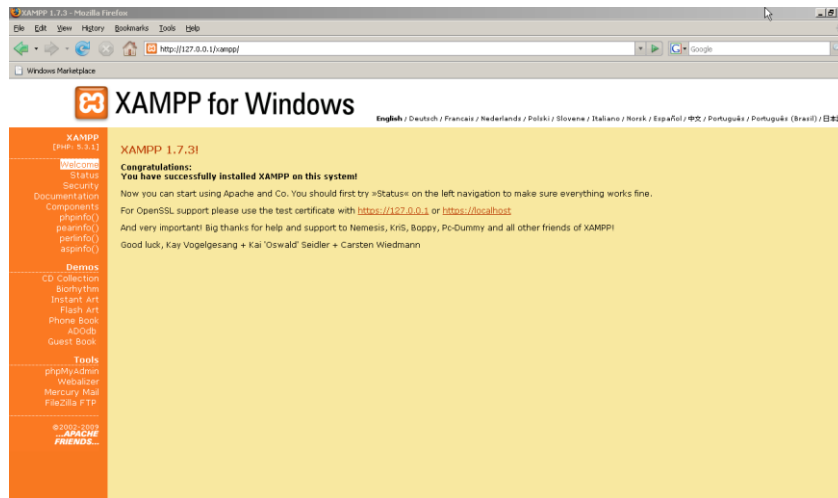 XAMPP 1.7.3 - Mozilla Firefox
File Edit View History Bookmarks Tools Help
http://127.0.0.1/xampp/
Google
Windows Marketplace
XAMPP for Windows
English / Deutsch / Francais / Nederlands / Polski / Slovene / Italiano / Norsk / Español / 中文 / Português / Português (Brasil) / 日本
XAMPP
[PHP: 5.3.1]
Welcome
Status
Security
Documentation
Components
phpinfo()
pearinfo()
perlinfo()
aspinfo()
Demos
CD Collection
Biorhythm
Instant Art
Flash Art
Phone Book
ADOdb
Guest Book
Tools
phpMyAdmin
Webalizer
Mercury Mail
FileZilla FTP
©2002-2009
...APACHE
FRIENDS...
XAMPP 1.7.3!
Congratulations:
You have successfully installed XAMPP on this system!
Now you can start using Apache and Co. You should first try »Status« on the left navigation to make sure everything works fine.
For OpenSSL support please use the test certificate with https://127.0.0.1 or https://localhost
And very important! Big thanks for help and support to Nemesis, KriS, Boppy, Pc-Dummy and all other friends of XAMPP!
Good luck, Kay Vogelgesang + Kai 'Oswald' Seidler + Carsten Wiedmann